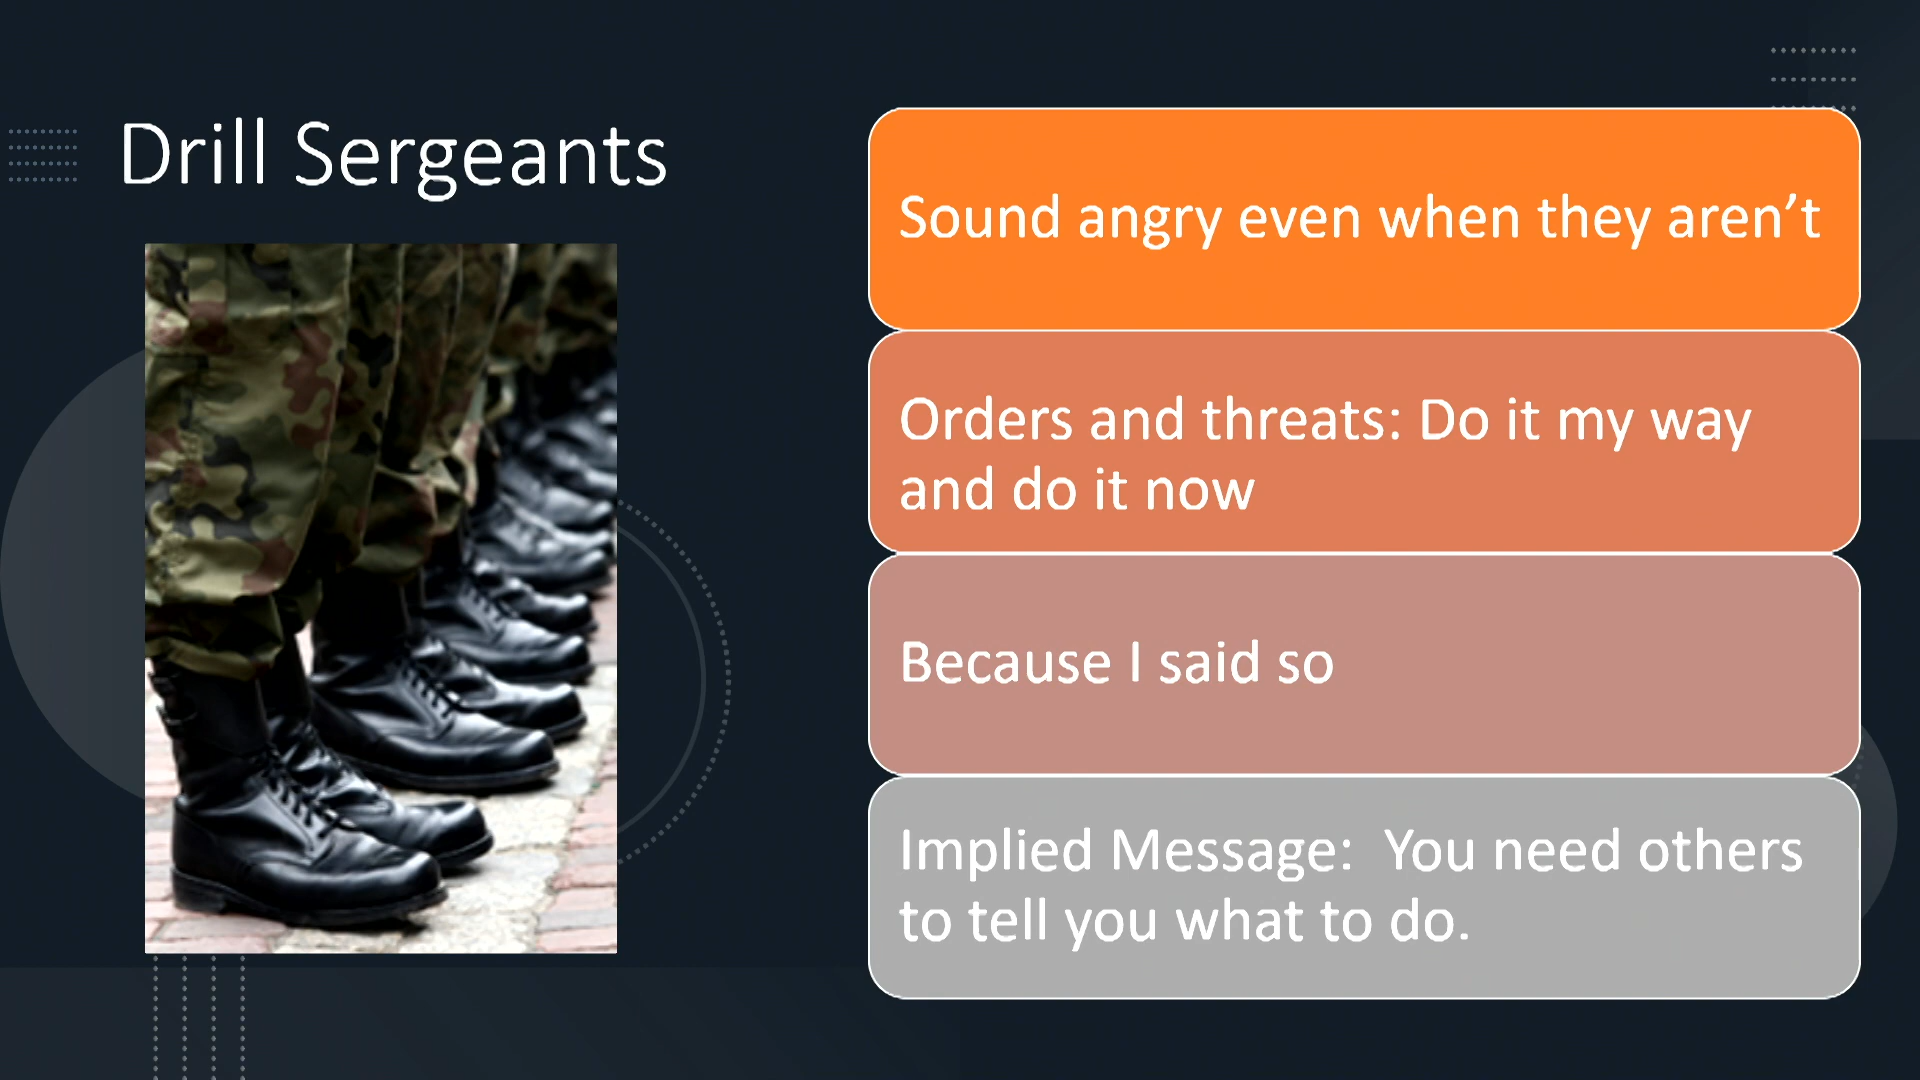 Drill Sergeants
Sound angry even when they aren’t
Orders and threats: Do it my way
and do it now
Because I said so
Implied Message:  You need others
to tell you what to do.